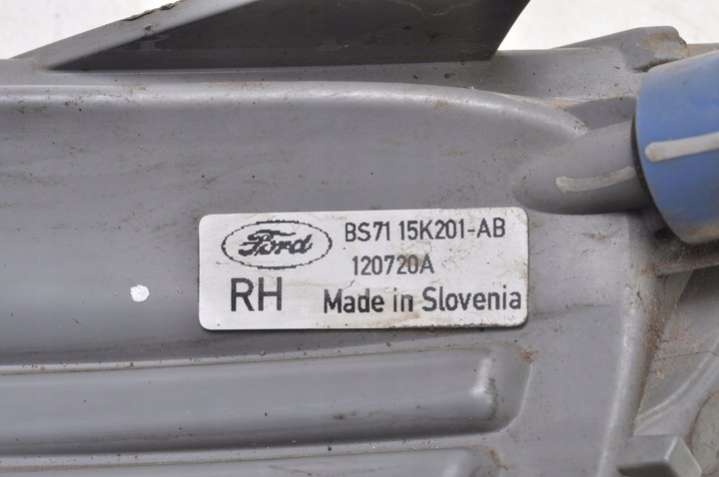 Ford
BS71 15K201-AB
120720A
RH
Made in Slovenia